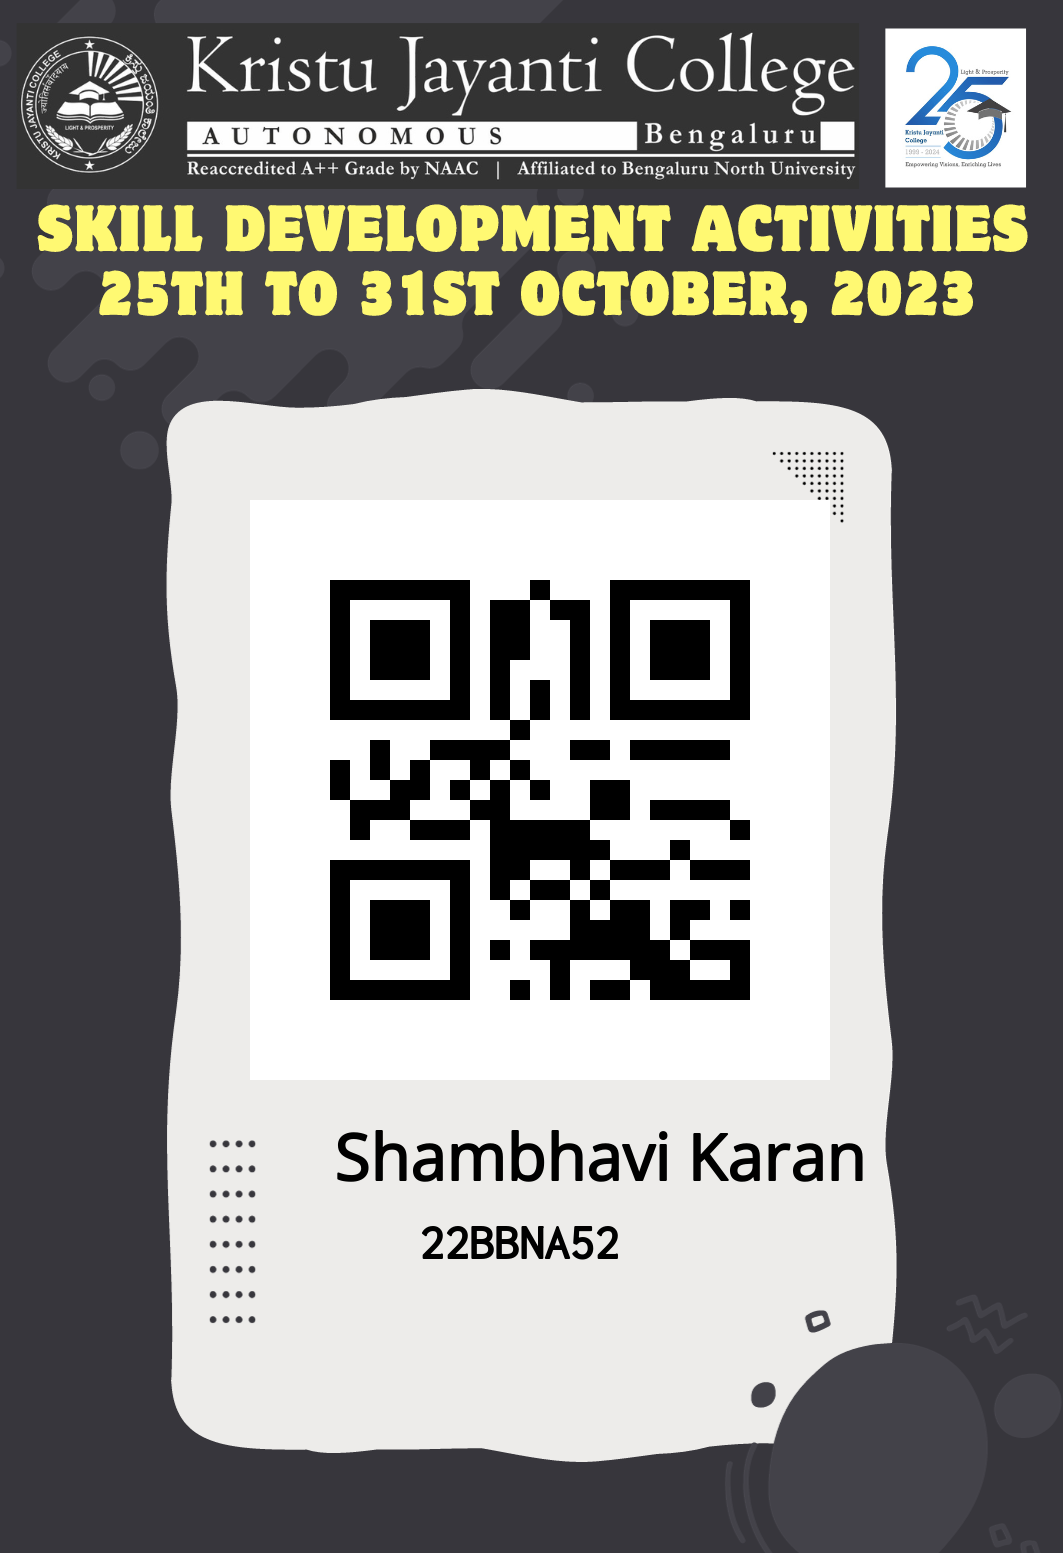 Kristu Jayanti College
AUTONOMOUS Bengaluru
Reaccredited A++ Grade by NAAC | Affiliated to Bengaluru North University
KRISTU JAYANTI COLLEGE
LIGHT & PROSPERITY
25
Light & Prosperity
Kristu Jayanti
College
1999 - 2024
Empowering Visions. Enriching Lives
SKILL DEVELOPMENT ACTIVITIES
25TH TO 31ST OCTOBER, 2023
Shambhavi Karan
22BBNA52